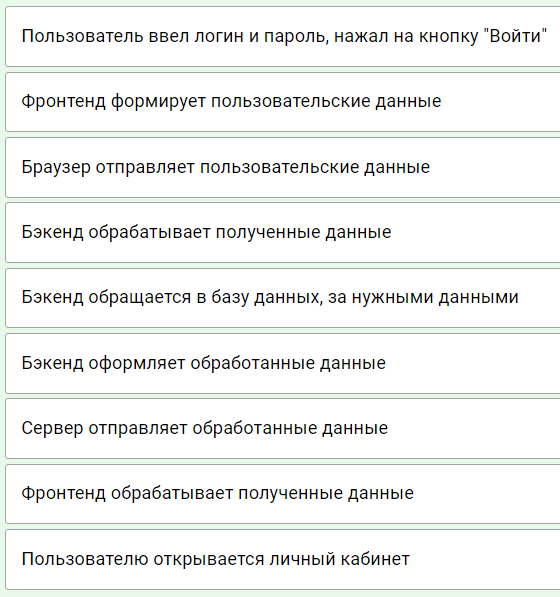 Пользователь ввел логин и пароль, нажал на кнопку "Войти"
Фронтенд формирует пользовательские данные
Браузер отправляет пользовательские данные
Бэкенд обрабатывает полученные данные
Бэкенд обращается в базу данных, за нужными данными
Бэкенд оформляет обработанные данные
Сервер отправляет обработанные данные
Фронтенд обрабатывает полученные данные
Пользователю открывается личный кабинет